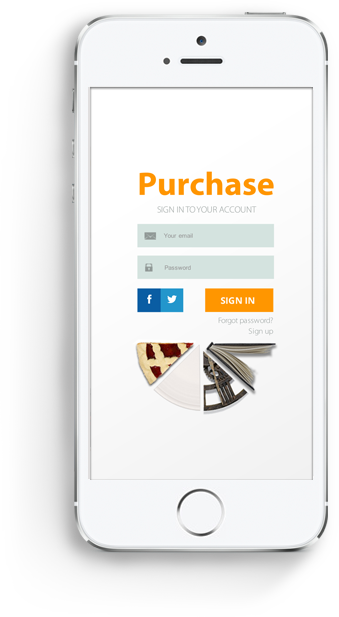 Purchase
SIGN IN TO YOUR ACCOUNT
Your email
Password
f
SIGN IN
Forgot password?
Sign up